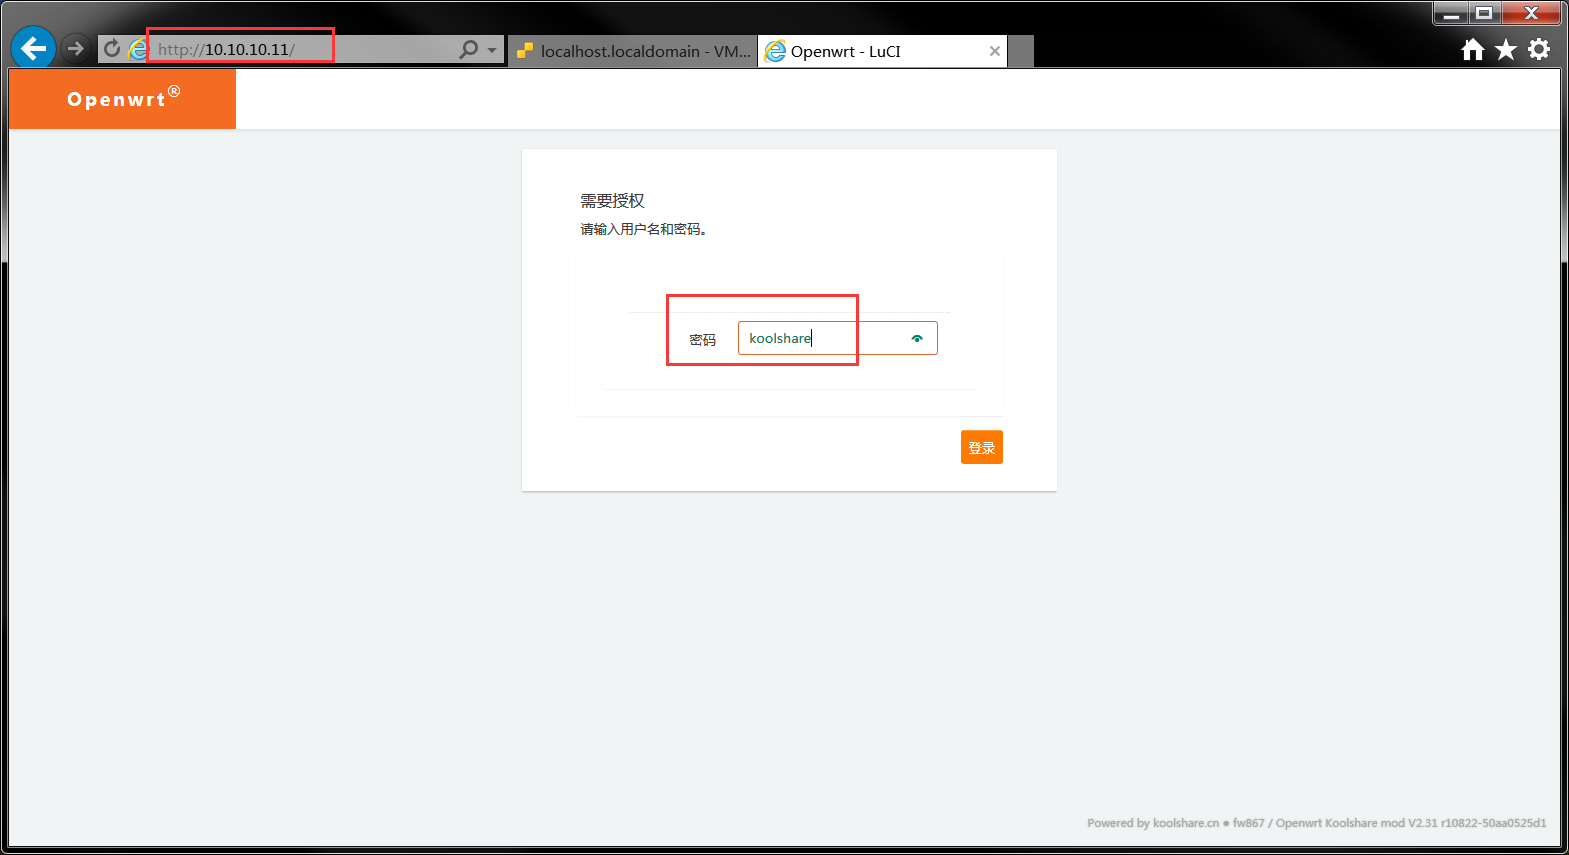 http://10.10.10.11/
localhost.localdomain - VM...
Openwrt - LuCI
Openwrt®
需要授权
请输入用户名和密码。
密码 koolshare
登录
Powered by koolshare.cn ● fw867 / Openwrt Koolshare mod V2.31 r10822-50aa0525d1